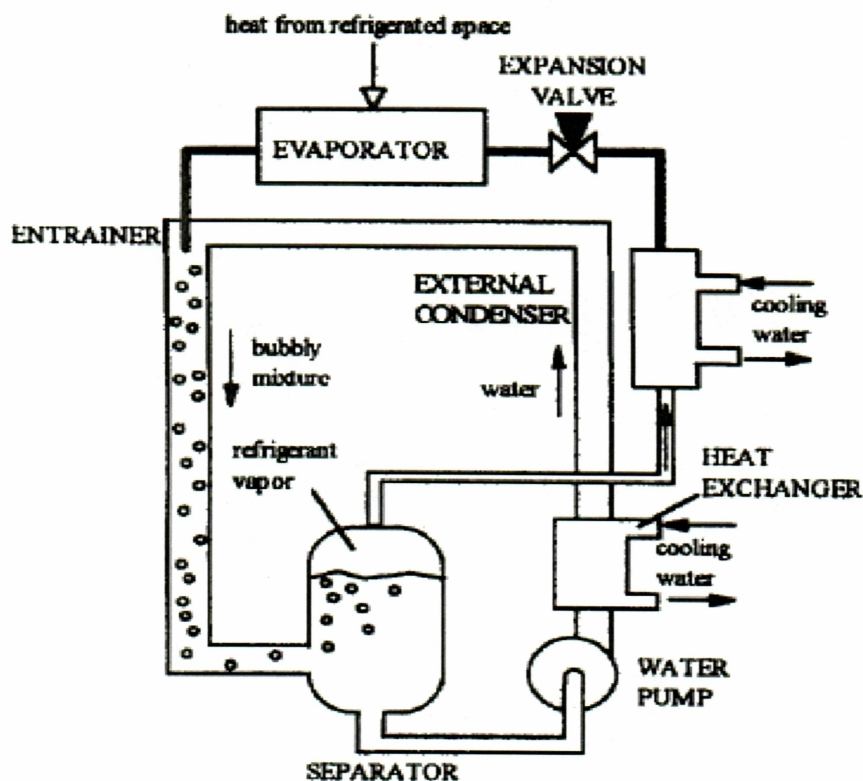 heat from refrigerated space
EXPANSION
VALVE
EVAPORATOR
ENTRAINER
EXTERNAL
CONDENSER
cooling
water
bubbly
mixture
water
refrigerant
vapor
HEAT
EXCHANGER
cooling
water
WATER
PUMP
SEPARATOR